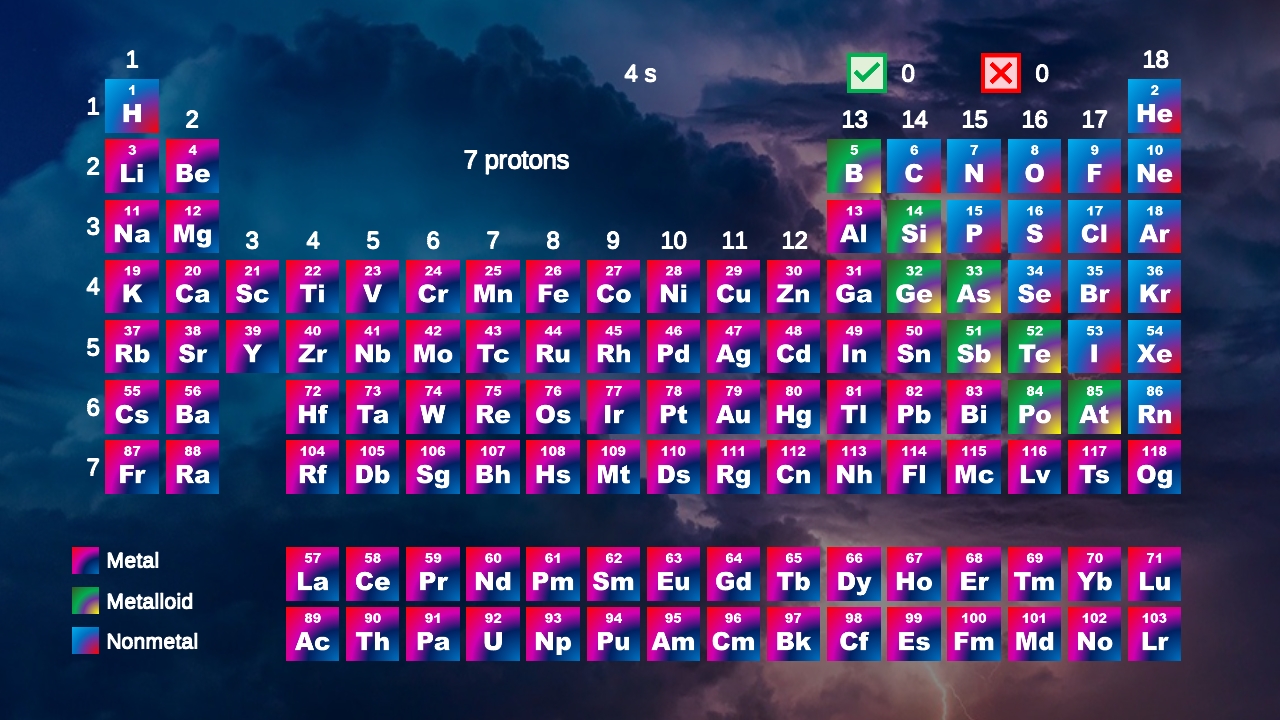 1 18
4 s 0 0
1 1 H 2 He
2 13 14 15 16 17
2 3 Li 4 Be 5 B 6 C 7 N 8 O 9 F 10 Ne
7 protons
3 11 Na 12 Mg 13 Al 14 Si 15 P 16 S 17 Cl 18 Ar
3 4 5 6 7 8 9 10 11 12
4 19 K 20 Ca 21 Sc 22 Ti 23 V 24 Cr 25 Mn 26 Fe 27 Co 28 Ni 29 Cu 30 Zn 31 Ga 32 Ge 33 As 34 Se 35 Br 36 Kr
5 37 Rb 38 Sr 39 Y 40 Zr 41 Nb 42 Mo 43 Tc 44 Ru 45 Rh 46 Pd 47 Ag 48 Cd 49 In 50 Sn 51 Sb 52 Te 53 I 54 Xe
6 55 Cs 56 Ba 72 Hf 73 Ta 74 W 75 Re 76 Os 77 Ir 78 Pt 79 Au 80 Hg 81 Tl 82 Pb 83 Bi 84 Po 85 At 86 Rn
7 87 Fr 88 Ra 104 Rf 105 Db 106 Sg 107 Bh 108 Hs 109 Mt 110 Ds 111 Rg 112 Cn 113 Nh 114 Fl 115 Mc 116 Lv 117 Ts 118 Og
Metal
Metalloid
Nonmetal
57 La 58 Ce 59 Pr 60 Nd 61 Pm 62 Sm 63 Eu 64 Gd 65 Tb 66 Dy 67 Ho 68 Er 69 Tm 70 Yb 71 Lu
89 Ac 90 Th 91 Pa 92 U 93 Np 94 Pu 95 Am 96 Cm 97 Bk 98 Cf 99 Es 100 Fm 101 Md 102 No 103 Lr